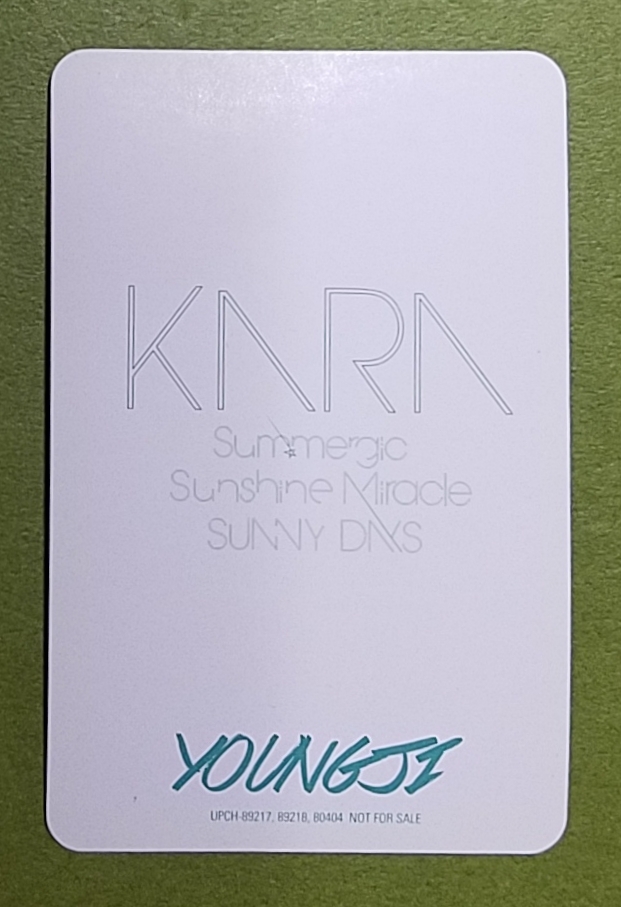 KARA
Summergic
Sunshine Miracle
SUNNY DAYS
YOUNGJI
UPCH-89217, 89218, 80404 NOT FOR SALE